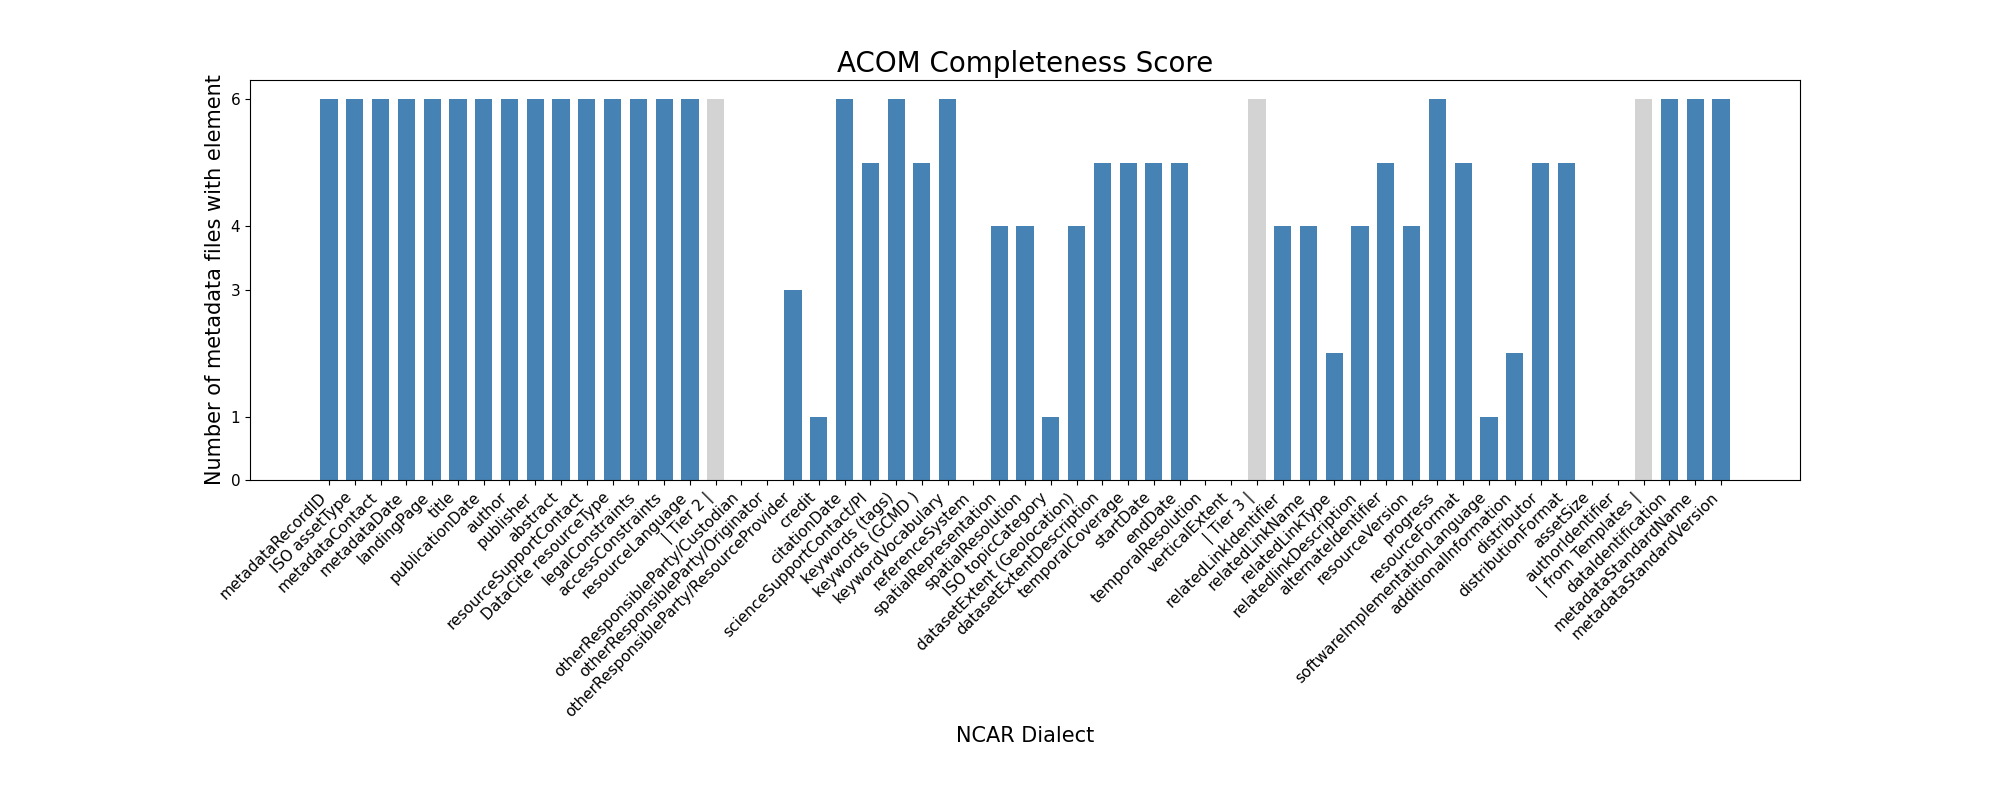 ACOM Completeness Score
Number of metadata files with element
6
4
3
1
0
metadataRecordID
ISO assetType
metadataContact
metadataDate
landingPage
title
publicationDate
author
publisher
abstract
resourceSupportContact
DataCite resourceType
legalConstraints
accessConstraints
resourceLanguage
| Tier 2 |
otherResponsibleParty/Custodian
otherResponsibleParty/Originator
otherResponsibleParty/ResourceProvider
credit
citationDate
scienceSupportContact/PI
keywords (tags)
keywords (GCMD )
keywordVocabulary
referenceSystem
spatialRepresentation
spatialResolution
ISO topicCategory
datasetExtent (Geolocation)
datasetExtentDescription
temporalCoverage
startDate
endDate
temporalResolution
verticalExtent
| Tier 3 |
relatedLinkIdentifier
relatedLinkName
relatedLinkType
relatedlinkDescription
alternateIdentifier
resourceVersion
progress
resourceFormat
softwareImplementationLanguage
additionalInformation
distributor
distributionFormat
assetSize
authorIdentifier
| from Templates |
dataIdentification
metadataStandardName
metadataStandardVersion
NCAR Dialect